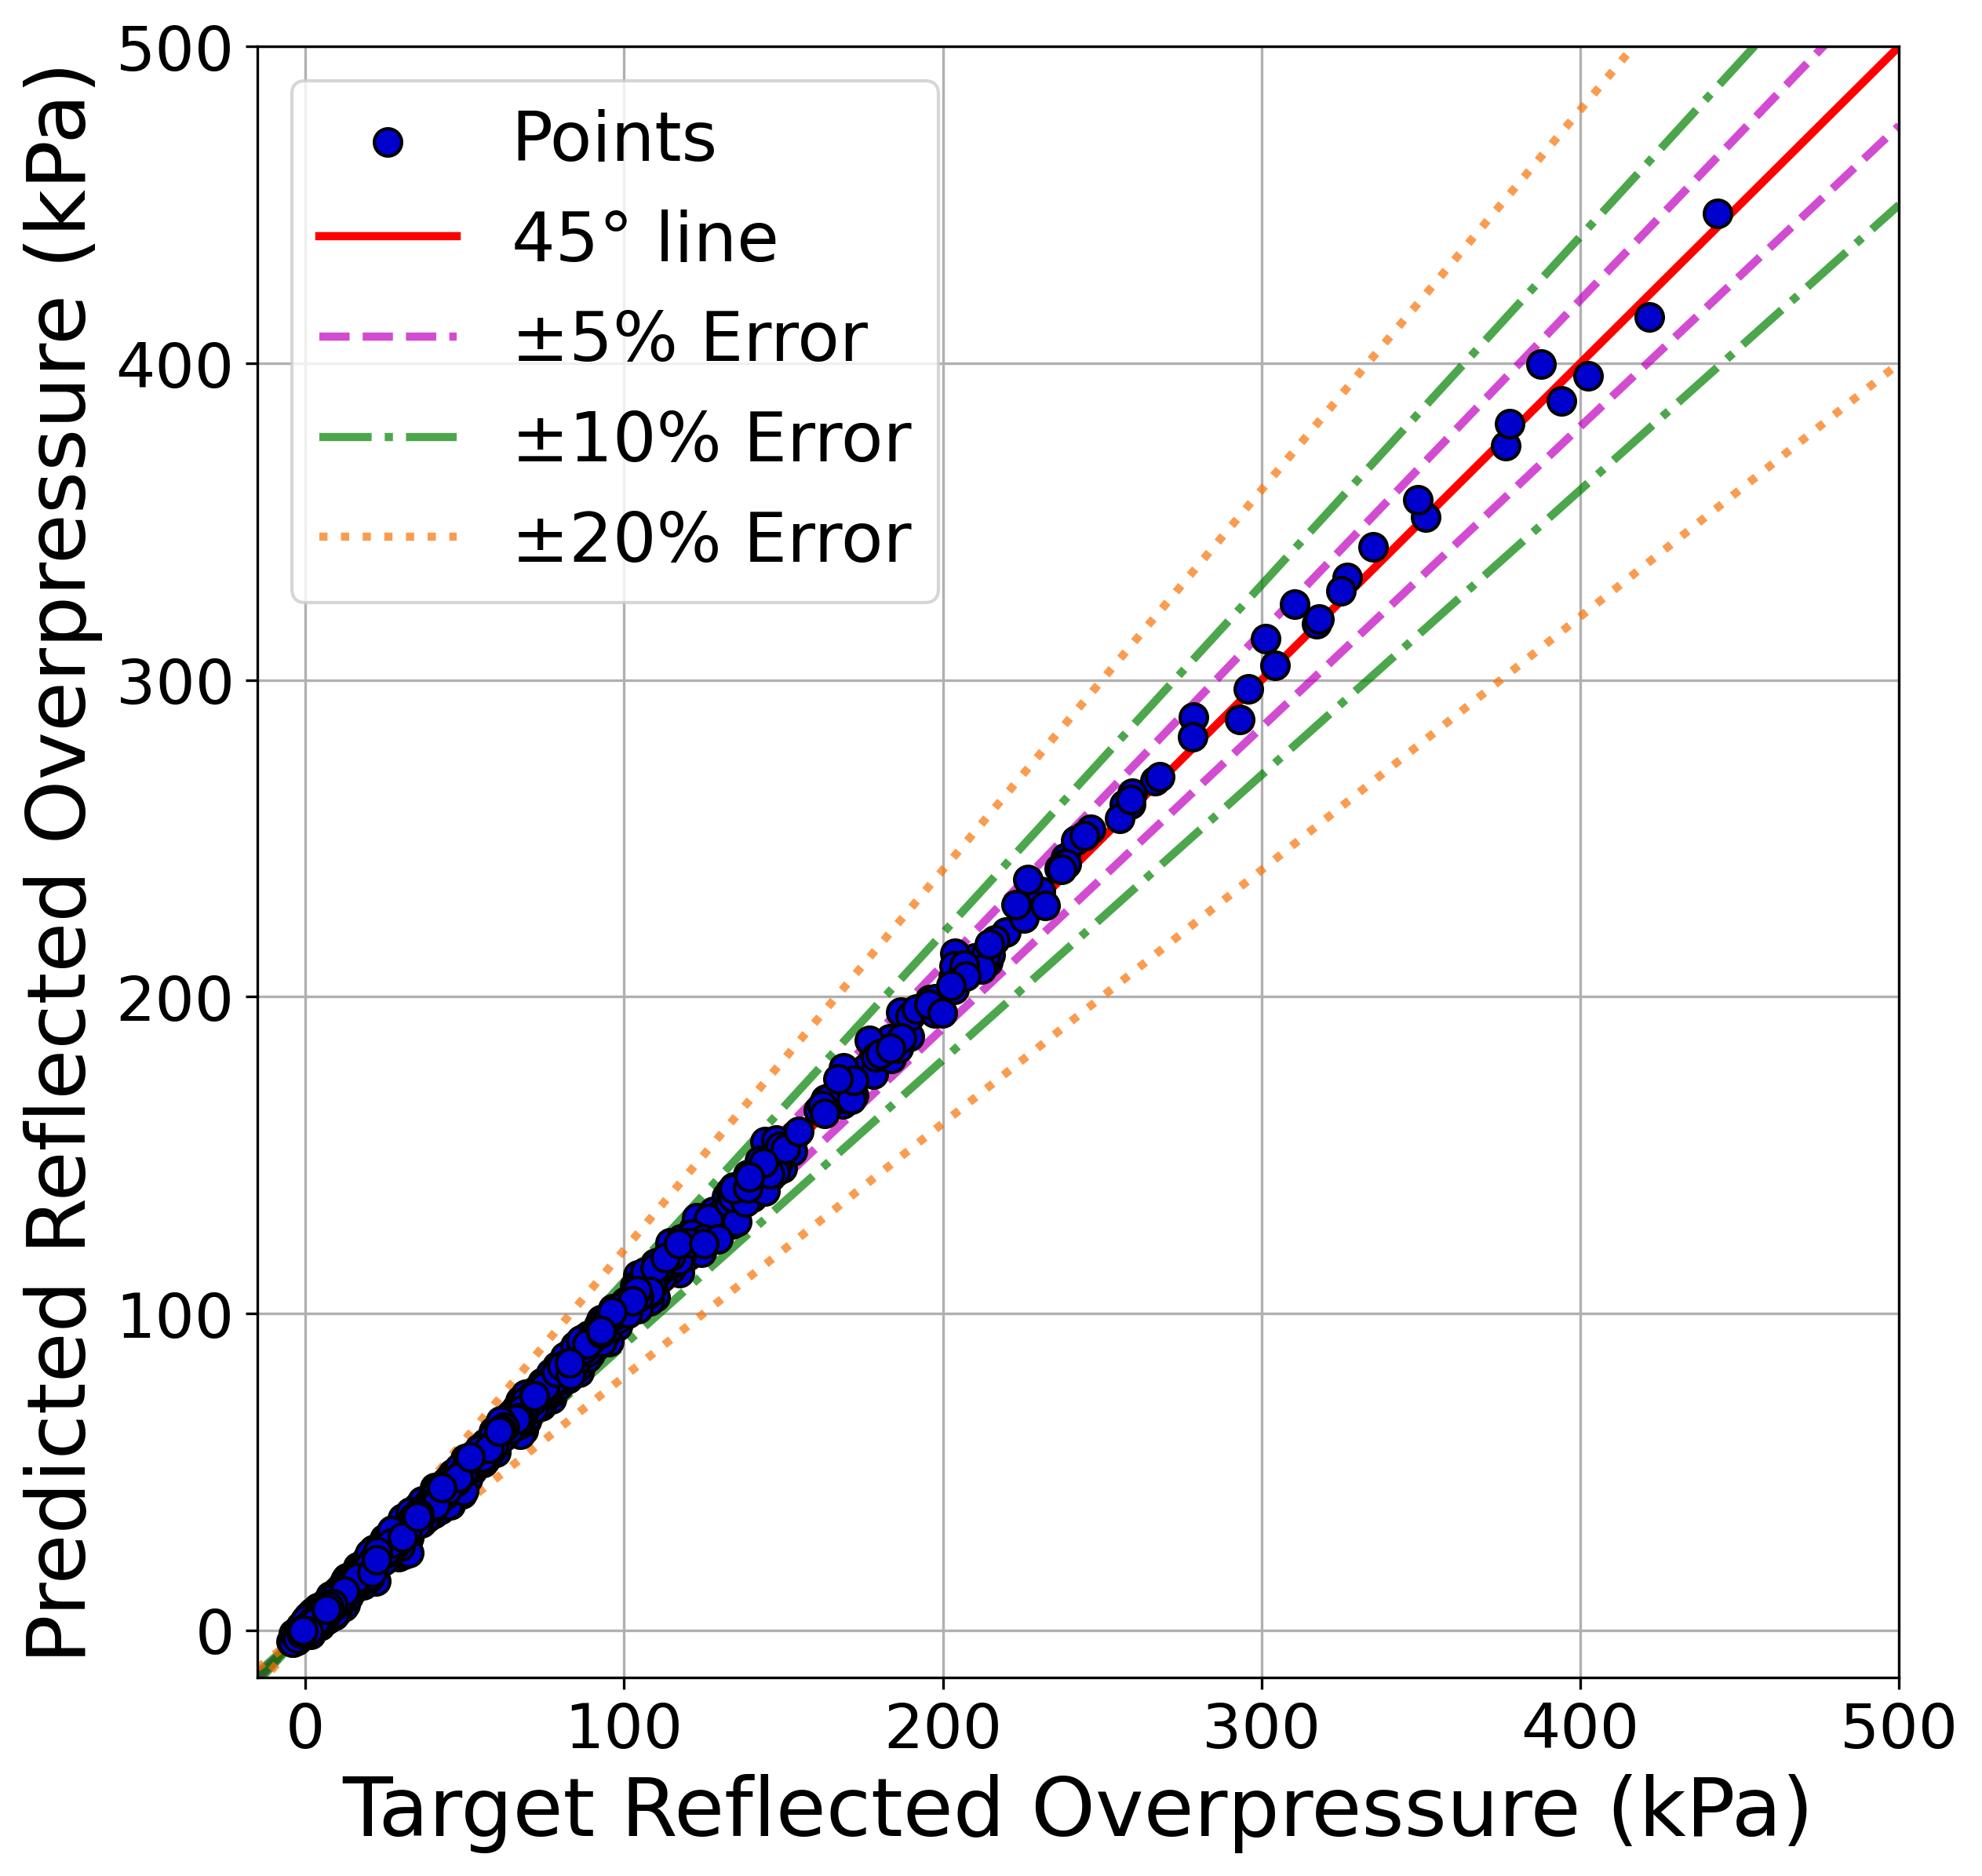 Predicted Reflected Overpressure (kPa)
500
400
300
200
100
0
Points
45° line
±5% Error
±10% Error
±20% Error
0 100 200 300 400 500
Target Reflected Overpressure (kPa)